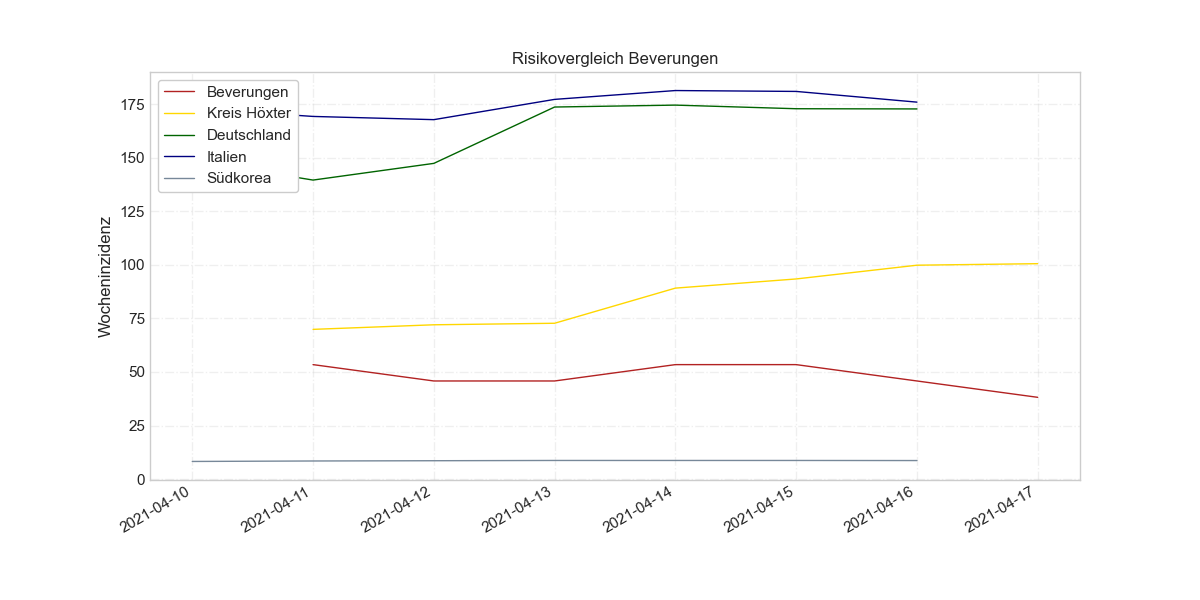 Risikovergleich Beverungen
Beverungen
Kreis Höxter
Deutschland
Italien
Südkorea
Wocheninzidenz
175
150
125
100
75
50
25
0
2021-04-10
2021-04-11
2021-04-12
2021-04-13
2021-04-14
2021-04-15
2021-04-16
2021-04-17